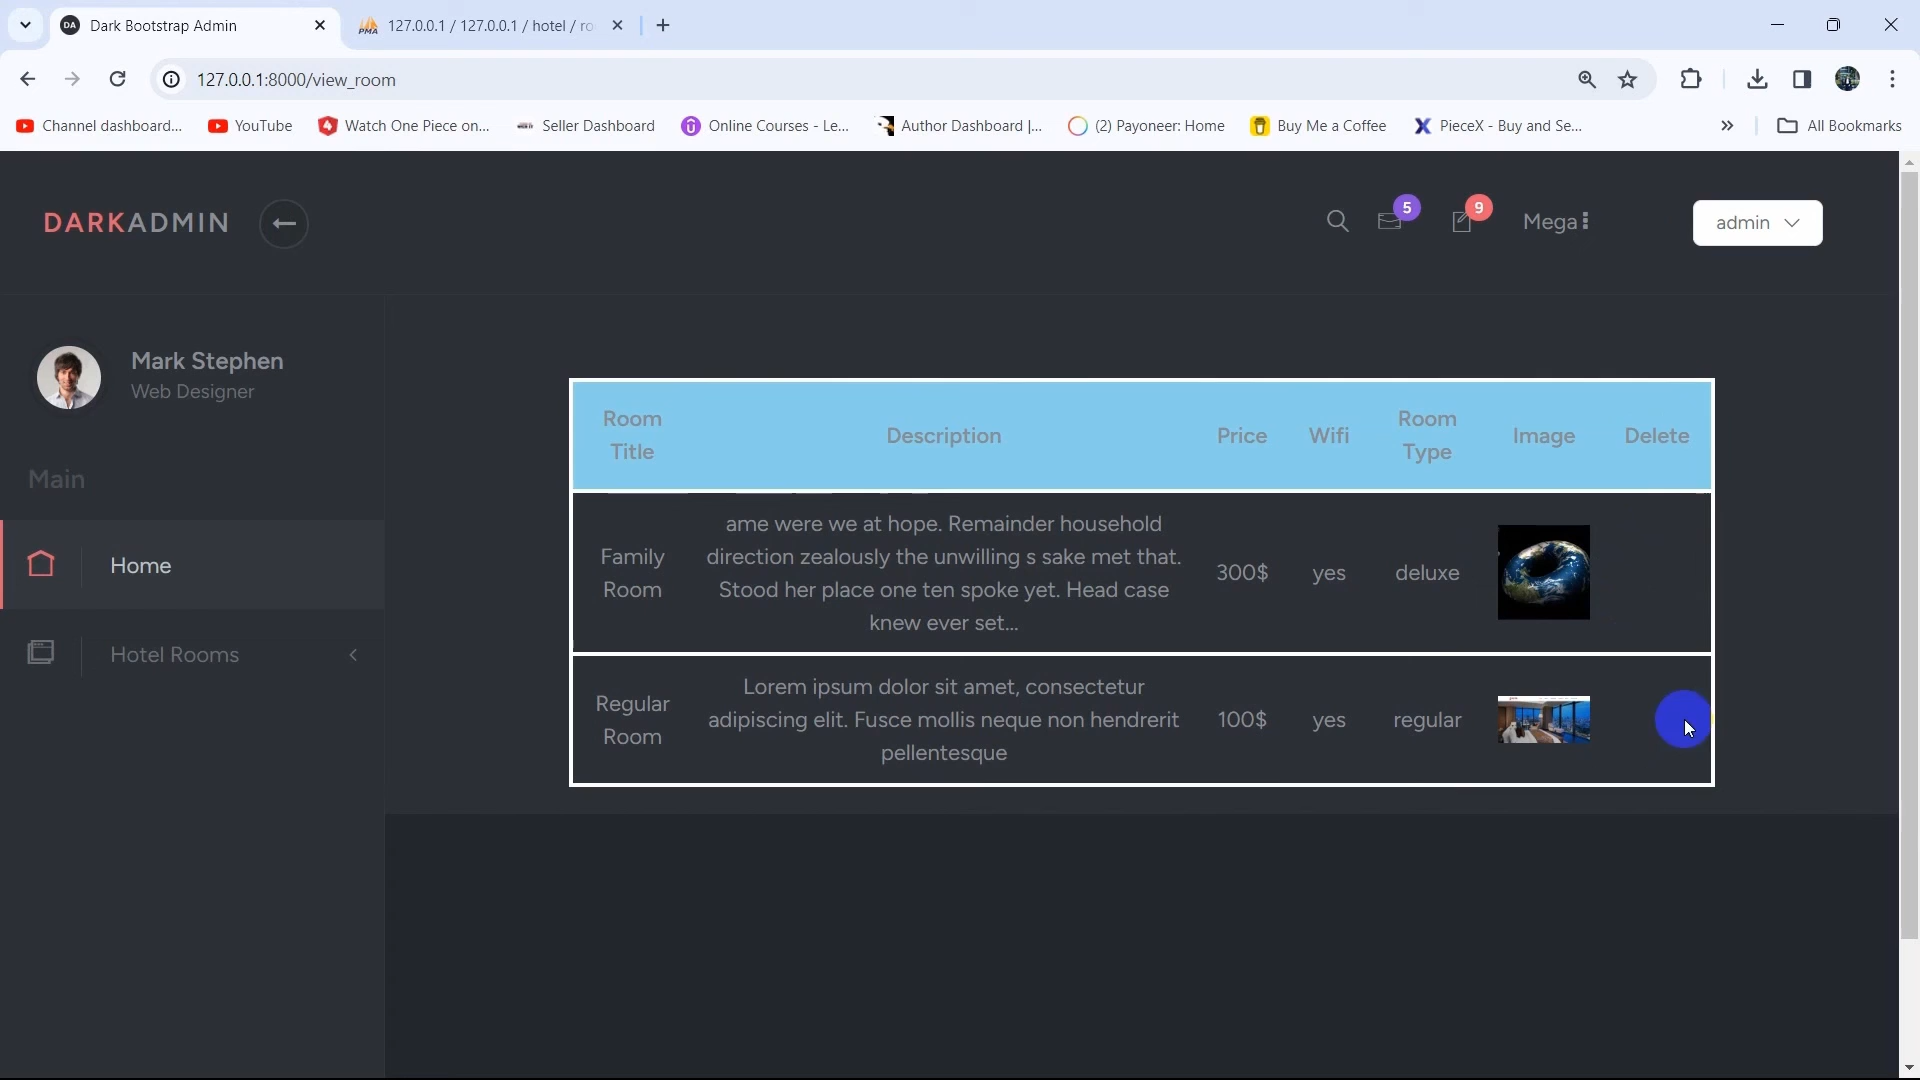 DA Dark Bootstrap Admin
PMA 127.0.0.1 / 127.0.0.1 / hotel / ro
127.0.0.1:8000/view_room
Channel dashboard... YouTube Watch One Piece on... Seller Dashboard Online Courses - Le... Author Dashboard |... (2) Payoneer: Home Buy Me a Coffee PieceX - Buy and Se... All Bookmarks
DARKADMIN
5
9
Mega
admin
Mark Stephen
Web Designer
Main
Home
Hotel Rooms
Room
Title
Description
Price
Wifi
Room
Type
Image
Delete
Family
Room
ame were we at hope. Remainder household
direction zealously the unwilling s sake met that.
Stood her place one ten spoke yet. Head case
knew ever set...
300$
yes
deluxe
Regular
Room
Lorem ipsum dolor sit amet, consectetur
adipiscing elit. Fusce mollis neque non hendrerit
pellentesque
100$
yes
regular